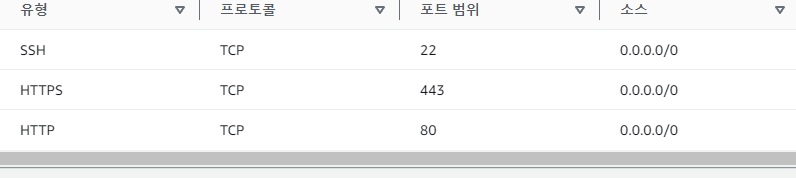 유형 프로토콜 포트 범위 소스
SSH TCP 22 0.0.0.0/0
HTTPS TCP 443 0.0.0.0/0
HTTP TCP 80 0.0.0.0/0